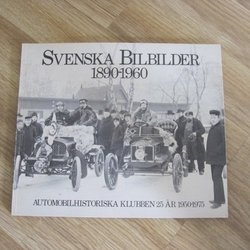 SVENSKA BILBILDER
1890-1960
AUTOMOBILHISTORISKA KLUBBEN 25 ÅR 1950-1975